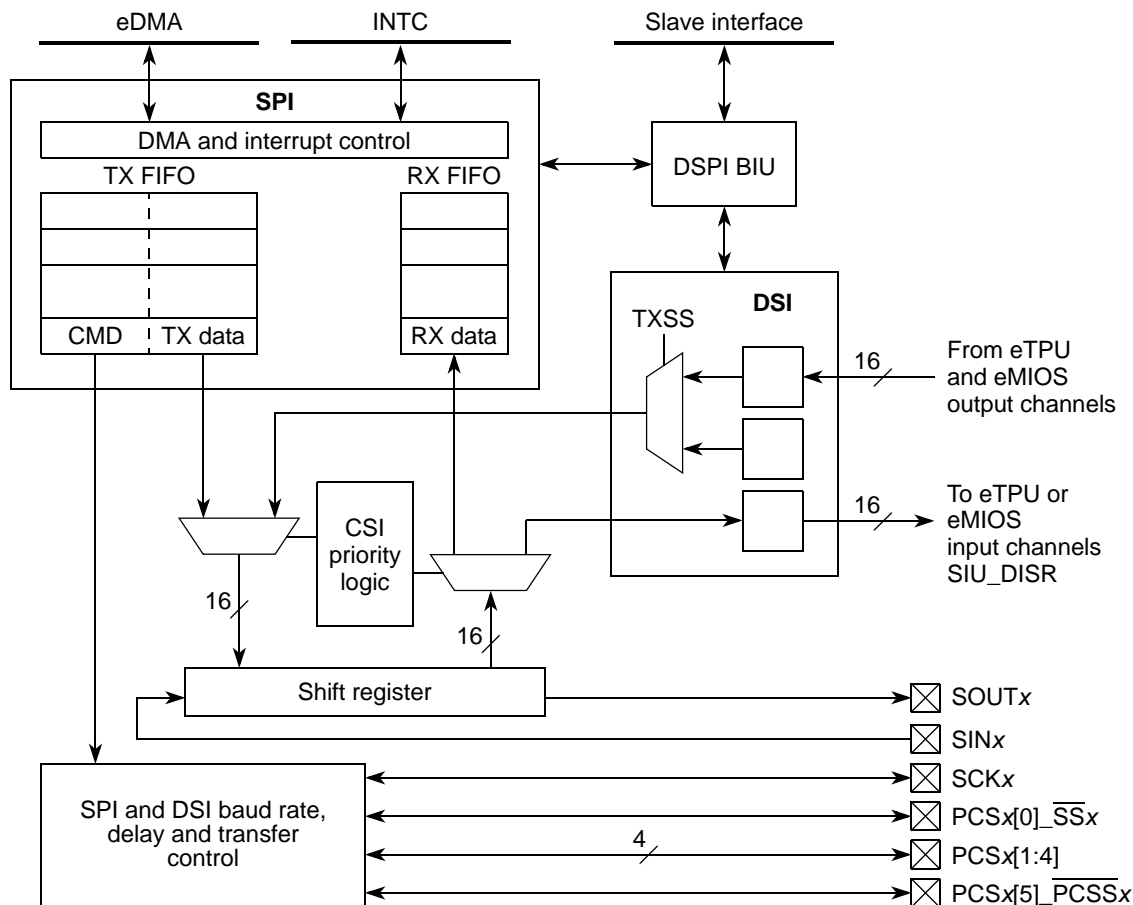 eDMA
INTC
Slave interface
SPI
DMA and interrupt control
TX FIFO
RX FIFO
DSPI BIU
CMD
TX data
RX data
DSI
TXSS
16
From eTPU
and eMIOS
output channels
16
To eTPU or
eMIOS
input channels
SIU_DISR
CSI
priority
logic
16
16
Shift register
SOUTx
SINx
SCKx
SPI and DSI baud rate,
delay and transfer
control
PCSx[0]_S̅S̅x
4
PCSx[1:4]
PCSx[5]_P̅C̅S̅S̅x